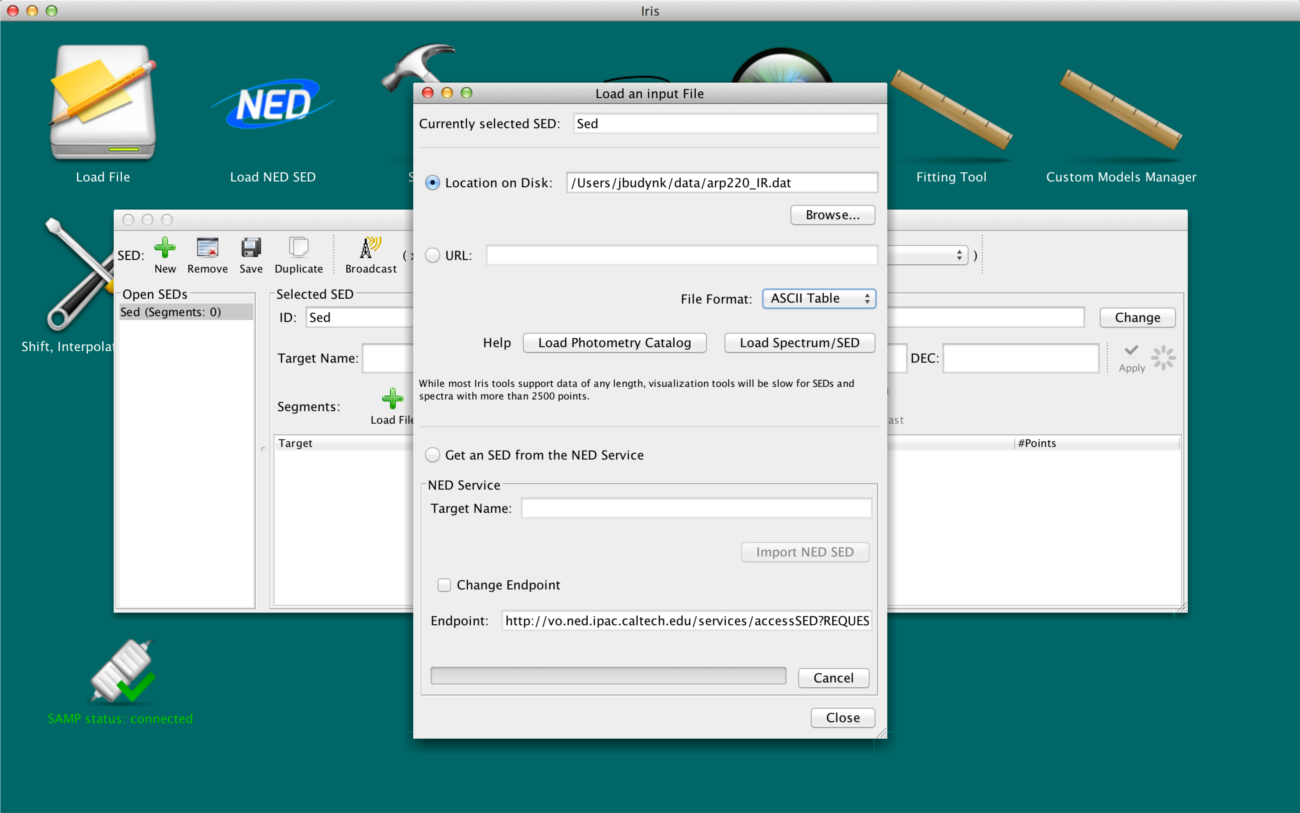 Iris
NED
Load File
Load NED SED
Fitting Tool
Custom Models Manager
Shift, Interpolat
SAMP status: connected
SED:
New
Remove
Save
Duplicate
Broadcast
(
)
Open SEDs
Sed (Segments: 0)
Selected SED
ID: Sed
Change
Target Name:
DEC:
Apply
Segments:
Load File
ast
Target
#Points
Load an input File
Currently selected SED: Sed
Location on Disk: /Users/jbudynk/data/arp220_IR.dat
Browse...
URL:
File Format: ASCII Table
Help Load Photometry Catalog Load Spectrum/SED
While most Iris tools support data of any length, visualization tools will be slow for SEDs and
spectra with more than 2500 points.
Get an SED from the NED Service
NED Service
Target Name:
Import NED SED
Change Endpoint
Endpoint: http://vo.ned.ipac.caltech.edu/services/accessSED?REQUES
Cancel
Close